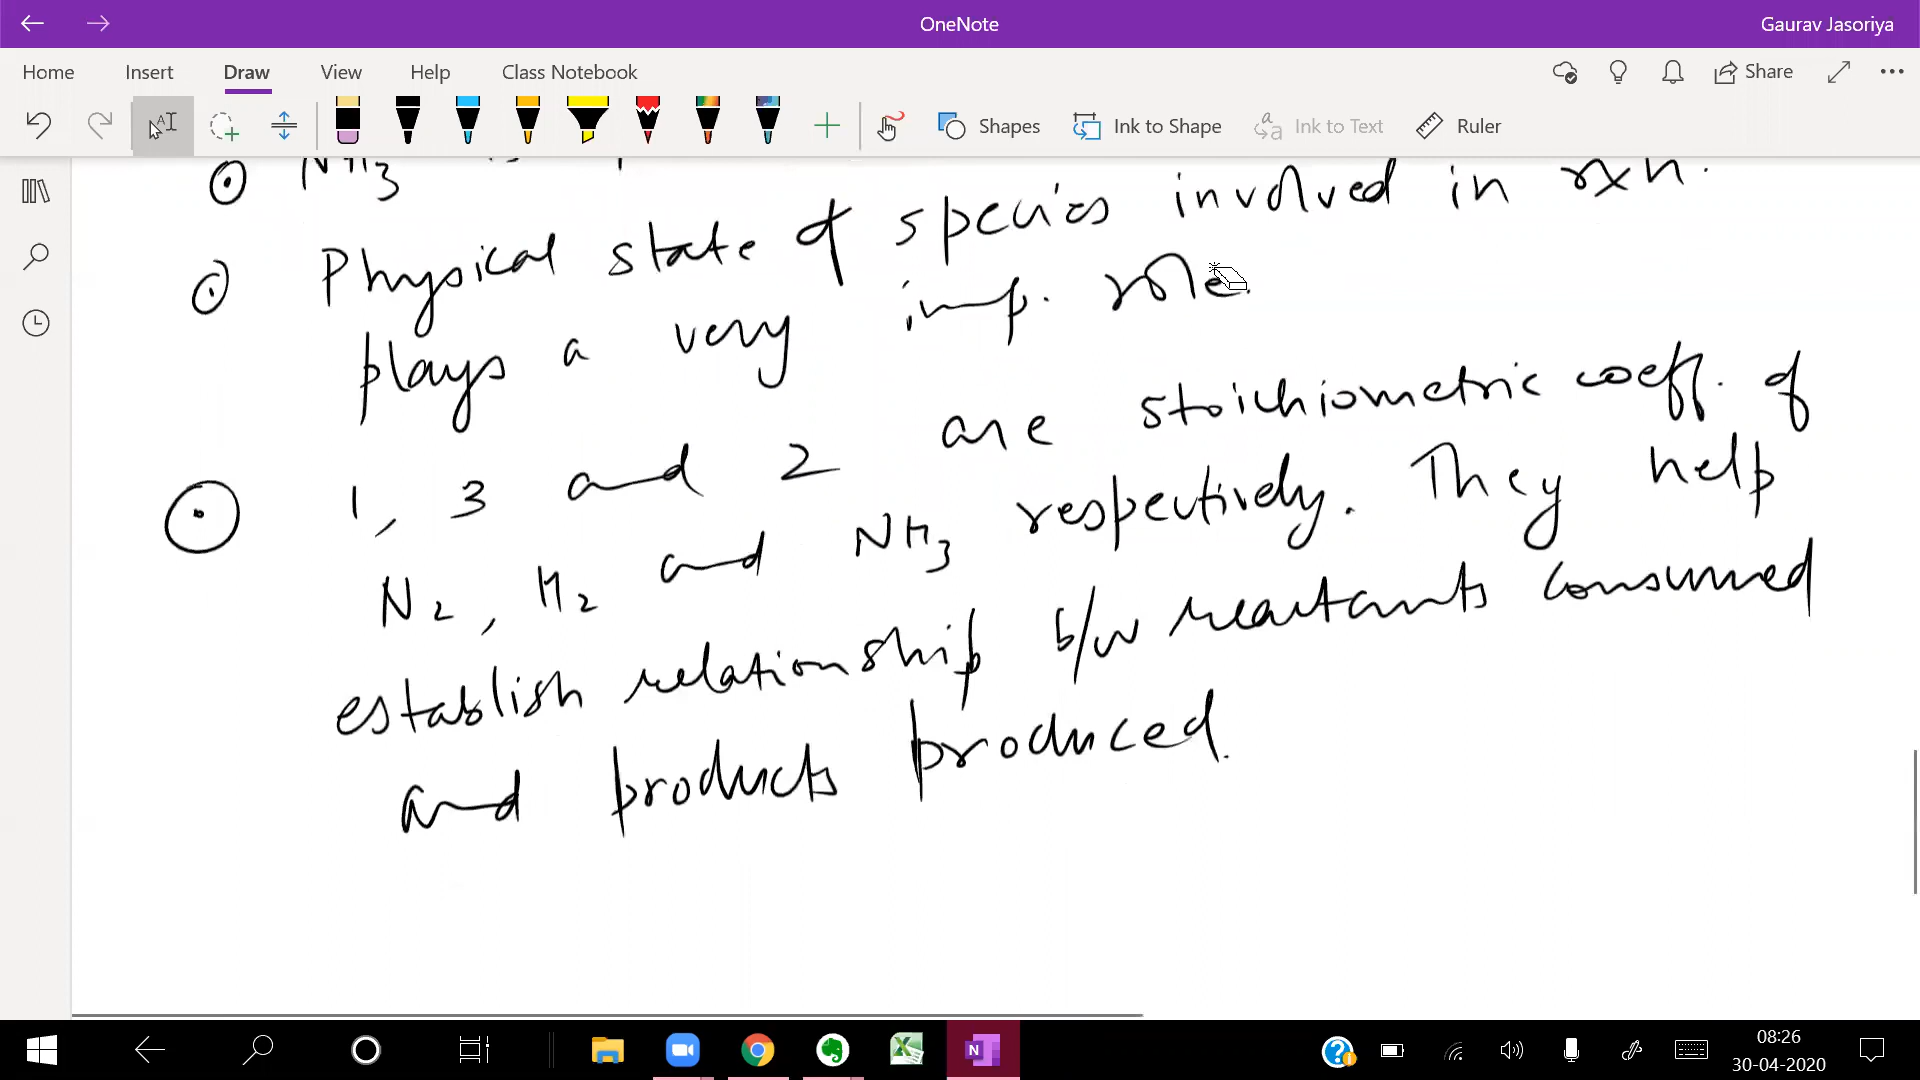 OneNote
Gaurav Jasoriya
Home Insert Draw View Help Class Notebook
Share
Shapes Ink to Shape Ink to Text Ruler
NH3
Physical state of species involved in rxn.
plays a very imp. role.
1, 3 and 2 are stoichiometric coeff. of
N2, H2 and NH3 respectively. They help
establish relationship b/w reactants consumed
and products produced.
08:26
30-04-2020